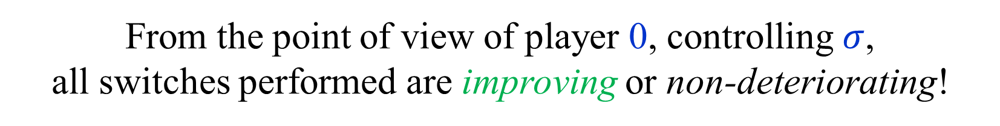 From the point of view of player 0, controlling σ,
all switches performed are improving or non-deteriorating!